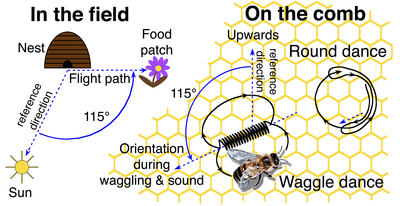 In the field
Nest
Food
patch
Flight path
reference
direction
115°
Sun
On the comb
Upwards
reference
direction
115°
Round dance
Orientation
during
waggling & sound
Waggle dance